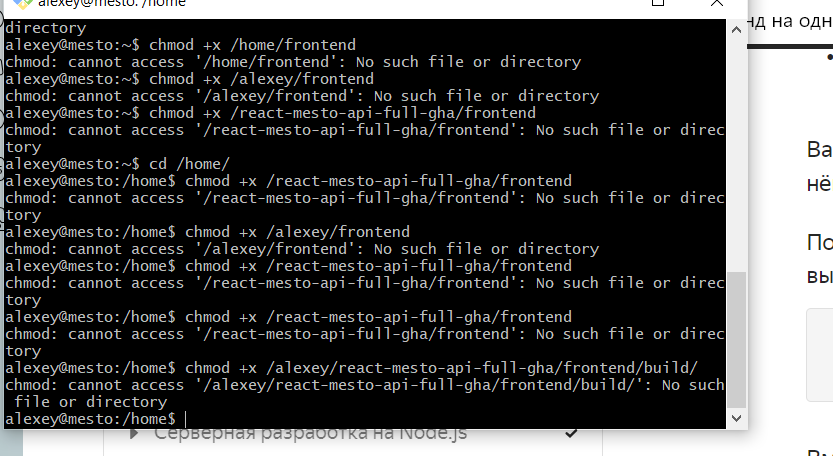 alexey@mesto: /home
directory
alexey@mesto:~$ chmod +x /home/frontend
chmod: cannot access '/home/frontend': No such file or directory
alexey@mesto:~$ chmod +x /alexey/frontend
chmod: cannot access '/alexey/frontend': No such file or directory
alexey@mesto:~$ chmod +x /react-mesto-api-full-gha/frontend
chmod: cannot access '/react-mesto-api-full-gha/frontend': No such file or direc
tory
alexey@mesto:~$ cd /home/
alexey@mesto:/home$ chmod +x /react-mesto-api-full-gha/frontend
chmod: cannot access '/react-mesto-api-full-gha/frontend': No such file or direc
tory
alexey@mesto:/home$ chmod +x /alexey/frontend
chmod: cannot access '/alexey/frontend': No such file or directory
alexey@mesto:/home$ chmod +x /react-mesto-api-full-gha/frontend
chmod: cannot access '/react-mesto-api-full-gha/frontend': No such file or direc
tory
alexey@mesto:/home$ chmod +x /react-mesto-api-full-gha/frontend
chmod: cannot access '/react-mesto-api-full-gha/frontend': No such file or direc
tory
alexey@mesto:/home$ chmod +x /alexey/react-mesto-api-full-gha/frontend/build/
chmod: cannot access '/alexey/react-mesto-api-full-gha/frontend/build/': No such
 file or directory
alexey@mesto:/home$
Серверная разработка на Node.js
нд на одн
Ва
нё
По
вы